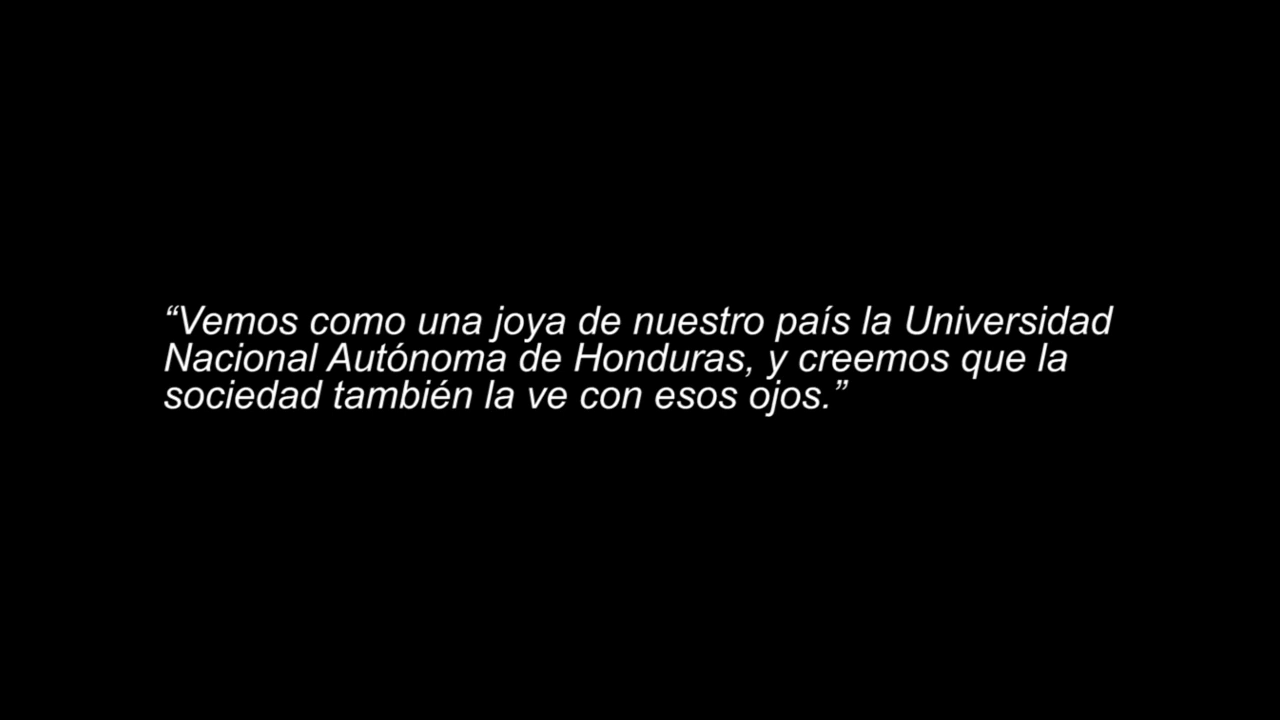 “Vemos como una joya de nuestro país la Universidad
Nacional Autónoma de Honduras, y creemos que la
sociedad también la ve con esos ojos.”